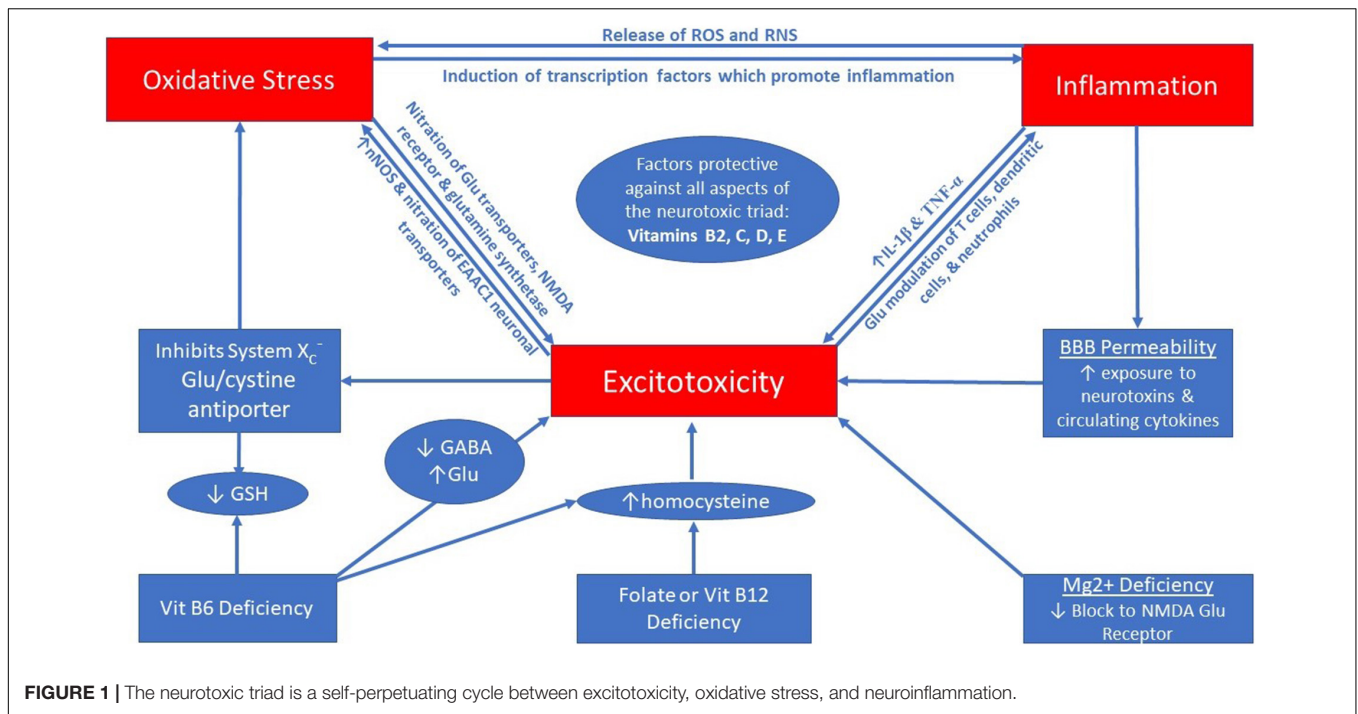 Release of ROS and RNS
Oxidative Stress
Induction of transcription factors which promote inflammation
Inflammation
Nitration of Glu transporters, NMDA
receptor & glutamine synthetase
↑nNOS & nitration of EAAC1 neuronal
transporters
Factors protective
against all aspects of
the neurotoxic triad:
Vitamins B2, C, D, E
↑IL-1β & TNF-α
Glu modulation of T cells, dendritic
cells, & neutrophils
Inhibits System Xc⁻
Glu/cystine
antiporter
Excitotoxicity
BBB Permeability
↑ exposure to
neurotoxins &
circulating cytokines
↓ GABA
↑Glu
↓ GSH
↑homocysteine
Vit B6 Deficiency
Folate or Vit B12
Deficiency
Mg2+ Deficiency
↓ Block to NMDA Glu
Receptor
FIGURE 1 | The neurotoxic triad is a self-perpetuating cycle between excitotoxicity, oxidative stress, and neuroinflammation.